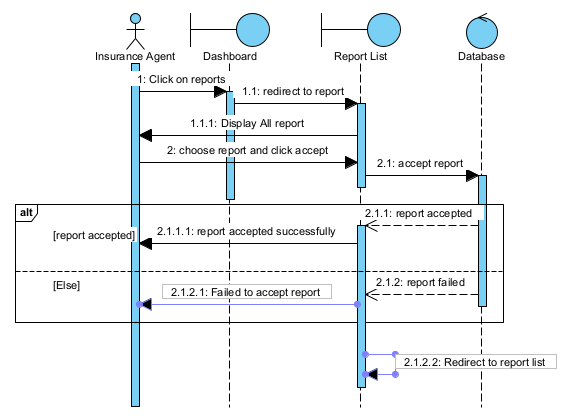 Insurance Agent
Dashboard
Report List
Database
1: Click on reports
1.1: redirect to report
1.1.1: Display All report
2: choose report and click accept
2.1: accept report
alt
2.1.1: report accepted
[report accepted]
2.1.1.1: report accepted successfully
[Else]
2.1.2: report failed
2.1.2.1: Failed to accept report
2.1.2.2: Redirect to report list